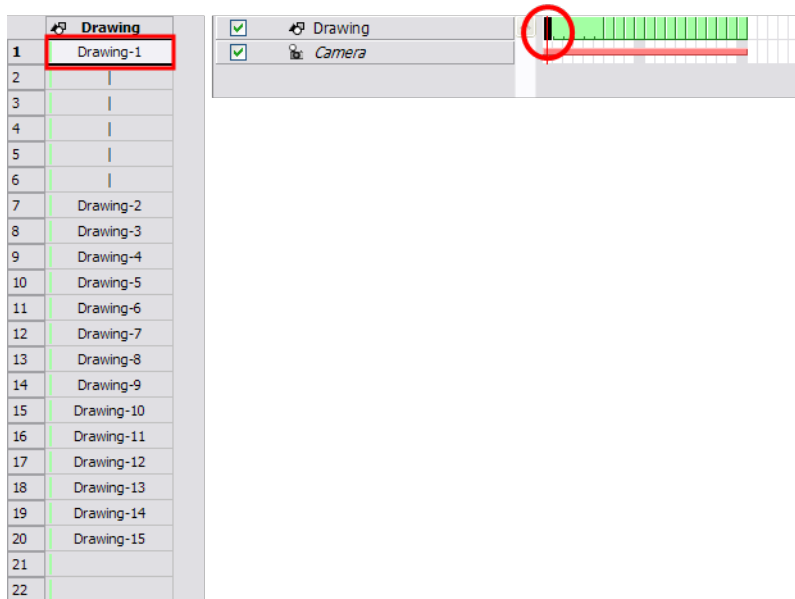 Drawing
1 Drawing-1
2 |
3 |
4 |
5 |
6 |
7 Drawing-2
8 Drawing-3
9 Drawing-4
10 Drawing-5
11 Drawing-6
12 Drawing-7
13 Drawing-8
14 Drawing-9
15 Drawing-10
16 Drawing-11
17 Drawing-12
18 Drawing-13
19 Drawing-14
20 Drawing-15
21
22
Drawing
Camera